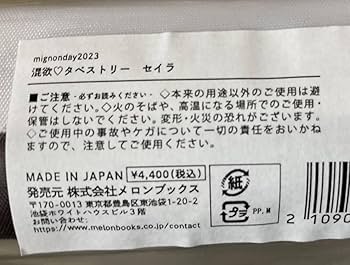 mignonday2023
混欲♡タペストリー　セイラ
■ご注意 -必ずお読みください- ◇本来の用途以外のご使用は避
けてください。◇火のそばや、高温になる場所でのご使用・
保管はしないでください。変形・火災の恐れがございます。
◇ご使用中の事故やケガについて一切の責任をおいかね
ますので、ご注意して使用してください。
MADE IN JAPAN ¥4,400(税込)
発売元 株式会社メロンブックス
〒170-0013 東京都豊島区東池袋1-20-2
池袋ホワイトハウスビル3階
https://www.melonbooks.co.jp/contact
紙
プラ
PP,M
2 1090